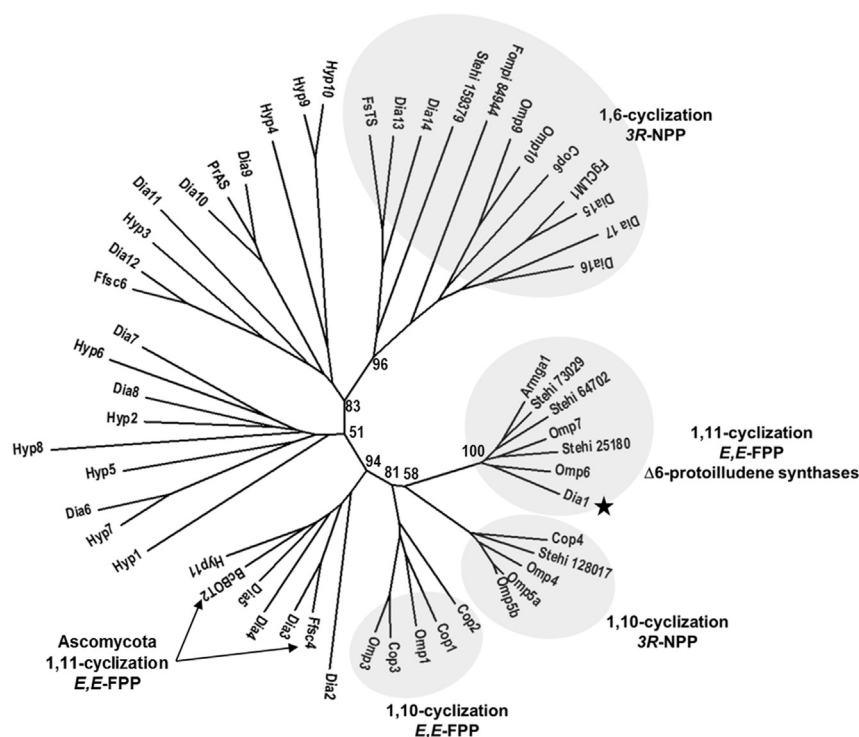 Hyp10
Hyp9
Hyp4
Dia9
PrAS
Dia10
Dia11
Hyp3
Dia12
Ffsc6
FsTS
Dia13
Dia14
Stehi 159379
Fompi 84944
Omp9
Omp10
Cop6
FgCLM1
Dia15
Dia 17
Dia16
1,6-cyclization
3R-NPP
96
83
51
94
81
58
100
Dia7
Hyp6
Dia8
Hyp2
Hyp8
Hyp5
Dia6
Hyp7
Hyp1
Armga1
Stehi 73029
Stehi 64702
Omp7
Stehi 25180
Omp6
Dia1
★
1,11-cyclization
E,E-FPP
Δ6-protoilludene synthases
Cop4
Stehi 128017
Omp4
Omp5a
Omp5b
1,10-cyclization
3R-NPP
Hyp11
BcBOT2
Dia5
Dia4
Dia3
Ffsc4
Dia2
Ascomycota
1,11-cyclization
E,E-FPP
Omp3
Cop3
Omp1
Cop1
Cop2
1,10-cyclization
E,E-FPP